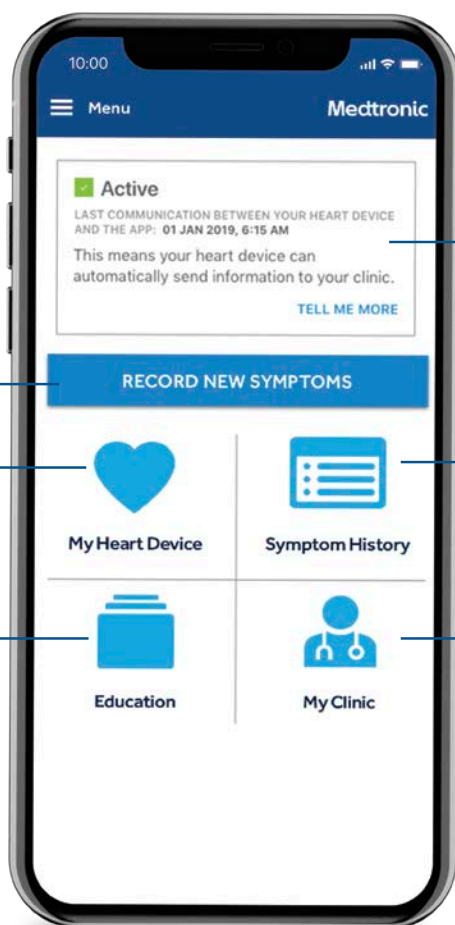 10:00
Menu
Medtronic
Active
LAST COMMUNICATION BETWEEN YOUR HEART DEVICE
AND THE APP: 01 JAN 2019, 6:15 AM
This means your heart device can
automatically send information to your clinic.
TELL ME MORE
RECORD NEW SYMPTOMS
My Heart Device
Symptom History
Education
My Clinic